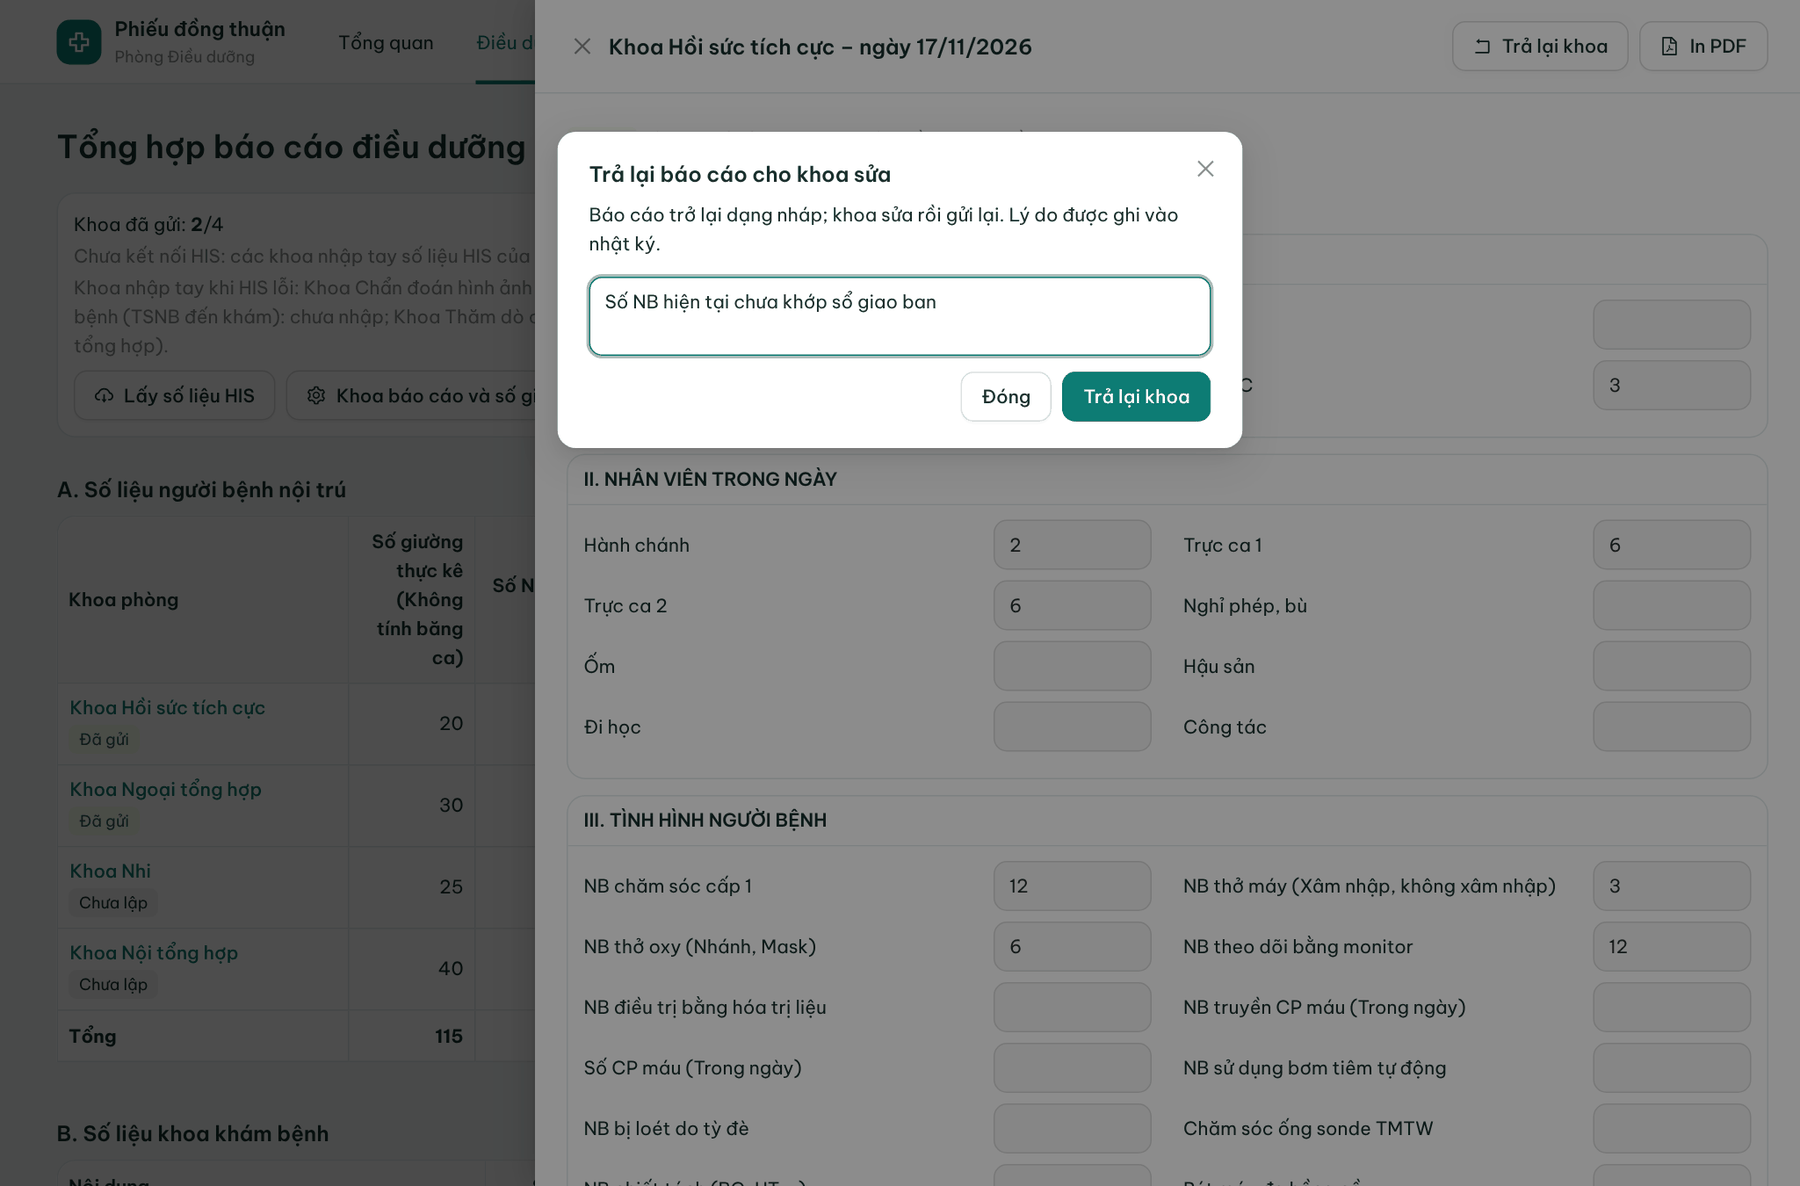 Phiếu đồng thuận
Phòng Điều dưỡng
Tổng quan
Tổng hợp báo cáo điều dưỡng
Khoa đã gửi: 2/4
Chưa kết nối HIS: các khoa nhập tay số liệu HIS của
Khoa nhập tay khi HIS lỗi: Khoa Chẩn đoán hình ảnh
bệnh (TSNB đến khám): chưa nhập; Khoa Thăm dò
tổng hợp).
Lấy số liệu HIS
Khoa báo cáo và số
A. Số liệu người bệnh nội trú
Khoa phòng
Số giường
thực kê
(Không
tính băng
ca)
Số
Khoa Hồi sức tích cực
Đã gửi
20
Khoa Ngoại tổng hợp
Đã gửi
30
Khoa Nhi
Chưa lập
25
Khoa Nội tổng hợp
Chưa lập
40
Tổng
115
B. Số liệu khoa khám bệnh
Khoa Hồi sức tích cực – ngày 17/11/2026
Trả lại khoa
In PDF
Trả lại báo cáo cho khoa sửa
Báo cáo trở lại dạng nháp; khoa sửa rồi gửi lại. Lý do được ghi vào
nhật ký.
Số NB hiện tại chưa khớp sổ giao ban
Đóng
Trả lại khoa
3
II. NHÂN VIÊN TRONG NGÀY
Hành chánh 2
Trực ca 1 6
Trực ca 2 6
Nghỉ phép, bù
Ốm
Hậu sản
Đi học
Công tác
III. TÌNH HÌNH NGƯỜI BỆNH
NB chăm sóc cấp 1 12
NB thở máy (Xâm nhập, không xâm nhập) 3
NB thở oxy (Nhánh, Mask) 6
NB theo dõi bằng monitor 12
NB điều trị bằng hóa trị liệu
NB truyền CP máu (Trong ngày)
Số CP máu (Trong ngày)
NB sử dụng bơm tiêm tự động
NB bị loét do tỳ đè
Chăm sóc ống sonde TMTW